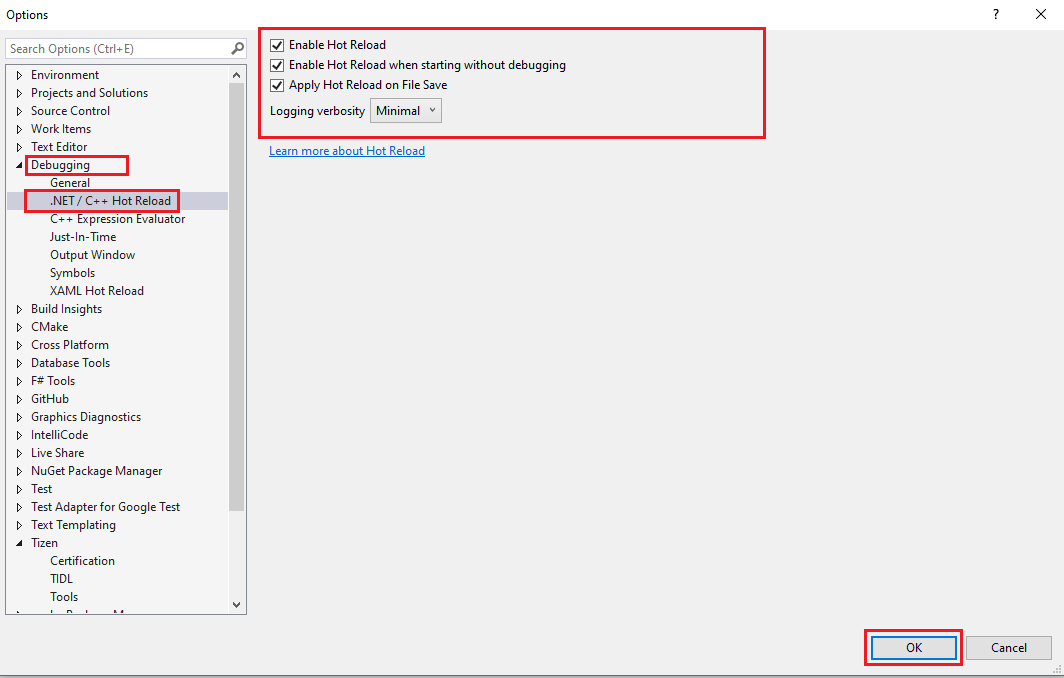 Options
?
Search Options (Ctrl+E)
Environment
Projects and Solutions
Source Control
Work Items
Text Editor
Debugging
General
.NET / C++ Hot Reload
C++ Expression Evaluator
Just-In-Time
Output Window
Symbols
XAML Hot Reload
Build Insights
CMake
Cross Platform
Database Tools
F# Tools
GitHub
Graphics Diagnostics
IntelliCode
Live Share
NuGet Package Manager
Test
Test Adapter for Google Test
Text Templating
Tizen
Certification
TIDL
Tools
Enable Hot Reload
Enable Hot Reload when starting without debugging
Apply Hot Reload on File Save
Logging verbosity Minimal
Learn more about Hot Reload
OK Cancel